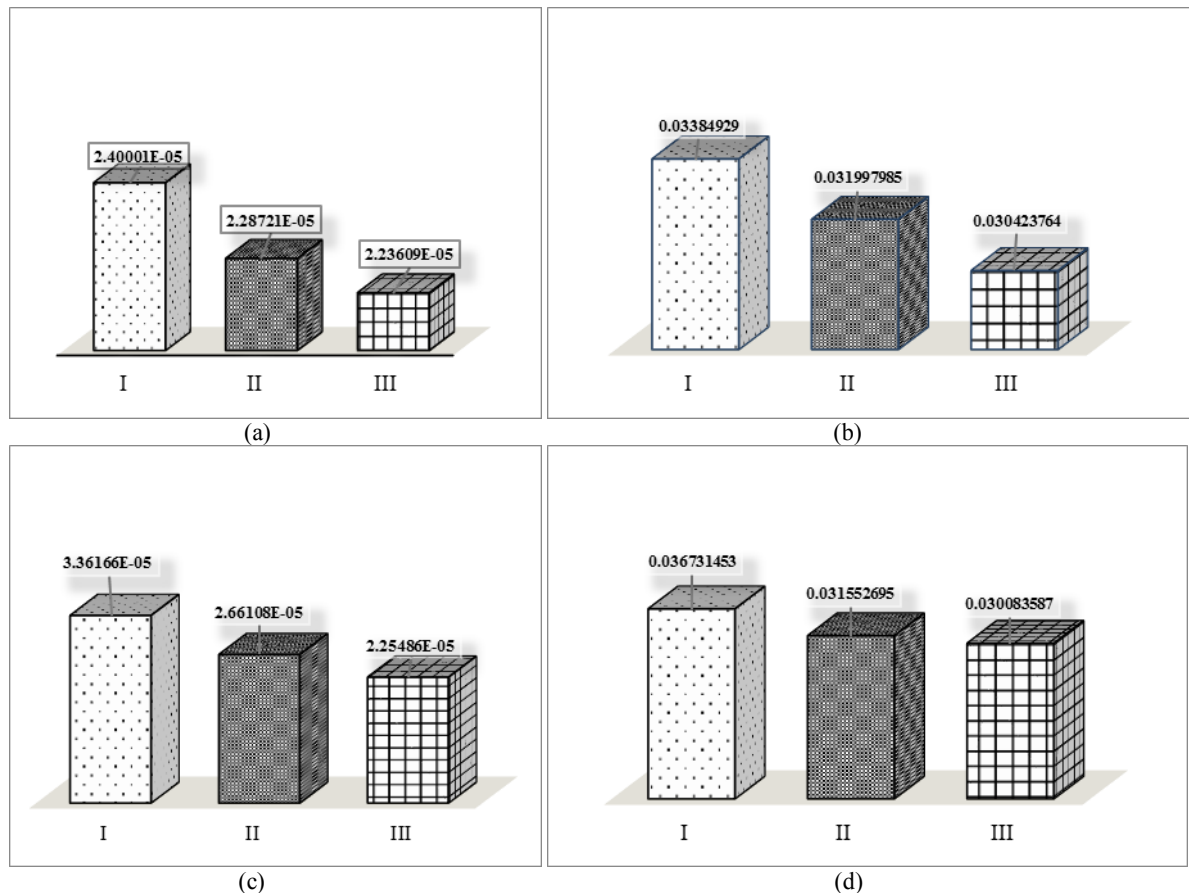 2.40001E-05
2.28721E-05
2.23609E-05
I II III
(a)
0.03384929
0.031997985
0.030423764
I II III
(b)
3.36166E-05
2.66108E-05
2.25486E-05
I II III
(c)
0.036731453
0.031552695
0.030083587
I II III
(d)